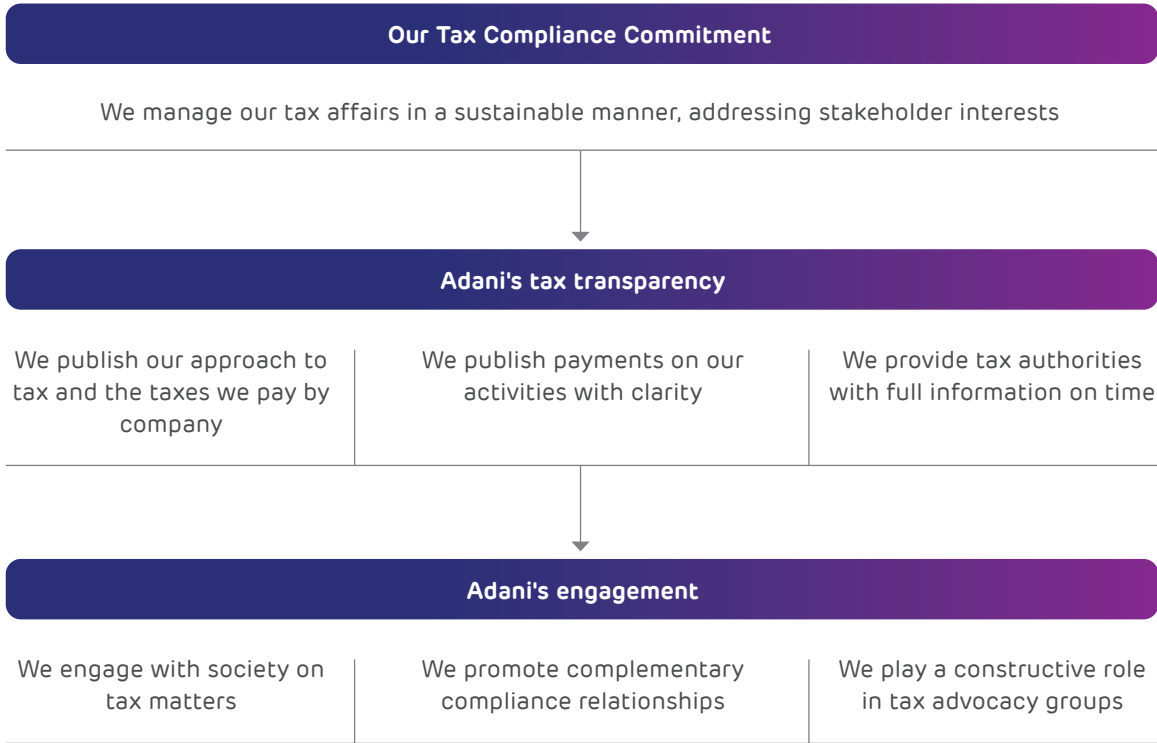 Our Tax Compliance Commitment
We manage our tax affairs in a sustainable manner, addressing stakeholder interests
Adani's tax transparency
We publish our approach to
tax and the taxes we pay by
company
We publish payments on our
activities with clarity
We provide tax authorities
with full information on time
Adani's engagement
We engage with society on
tax matters
We promote complementary
compliance relationships
We play a constructive role
in tax advocacy groups